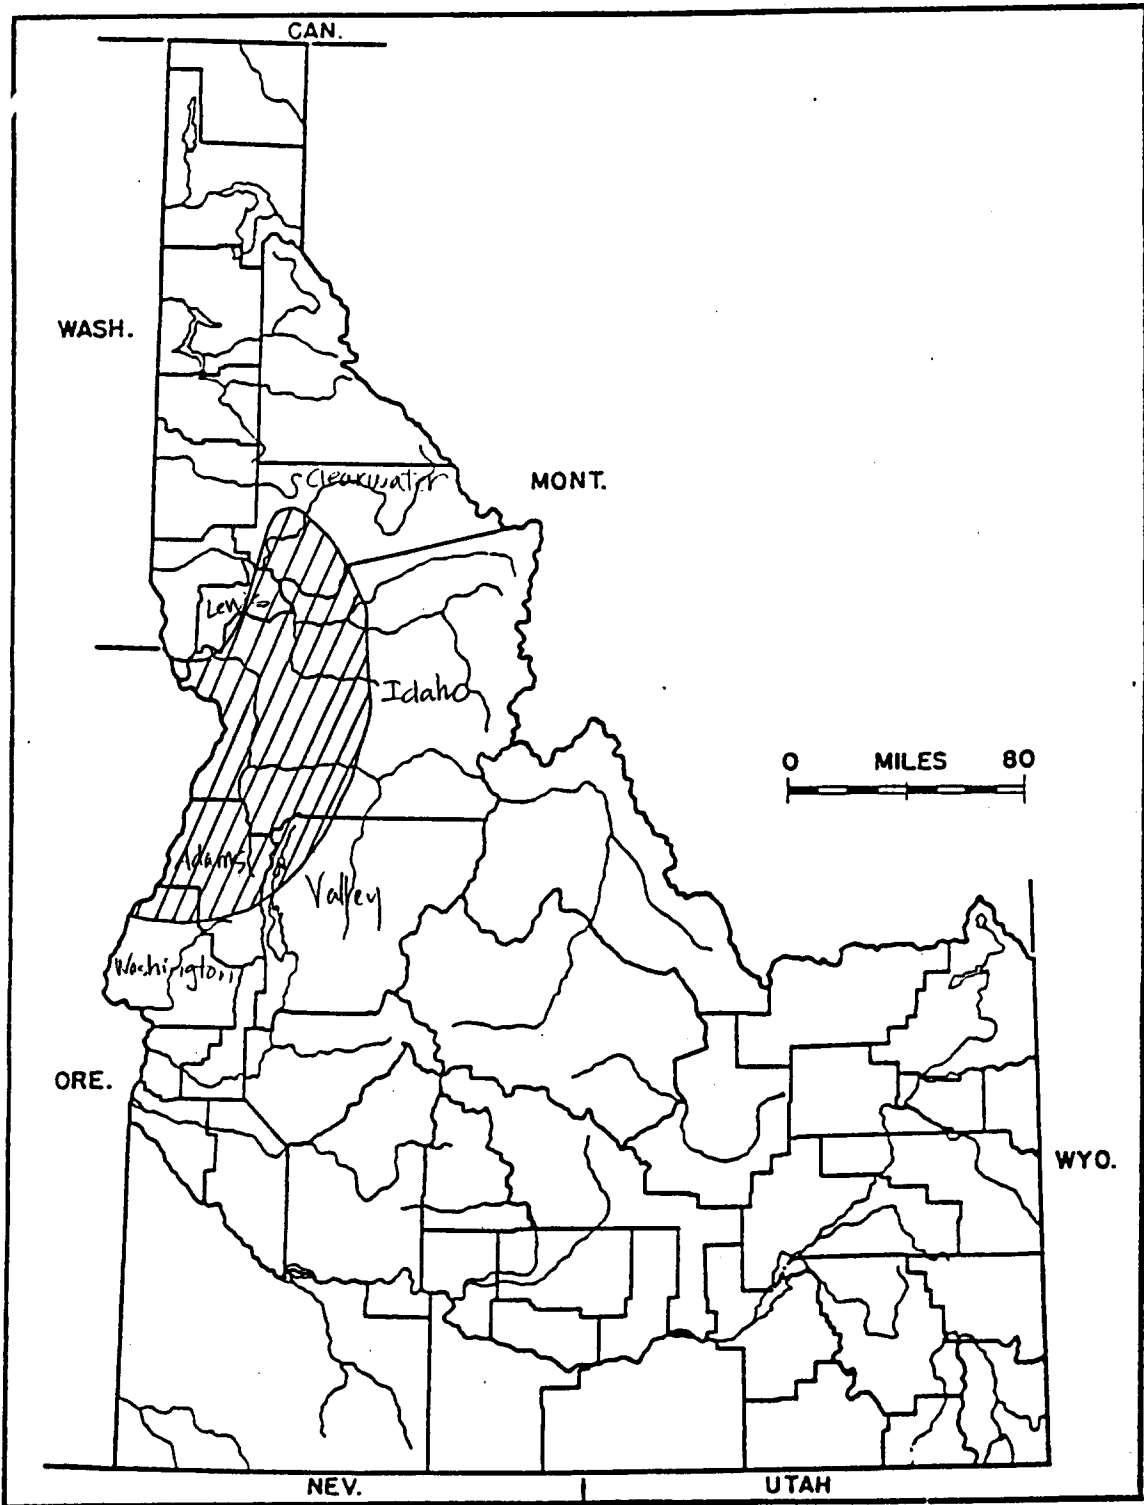 CAN.
WASH.
Clearwater
MONT.
Lewis
Idaho
0 MILES 80
Adams
Valley
Washington
ORE.
WYO.
NEV.
UTAH